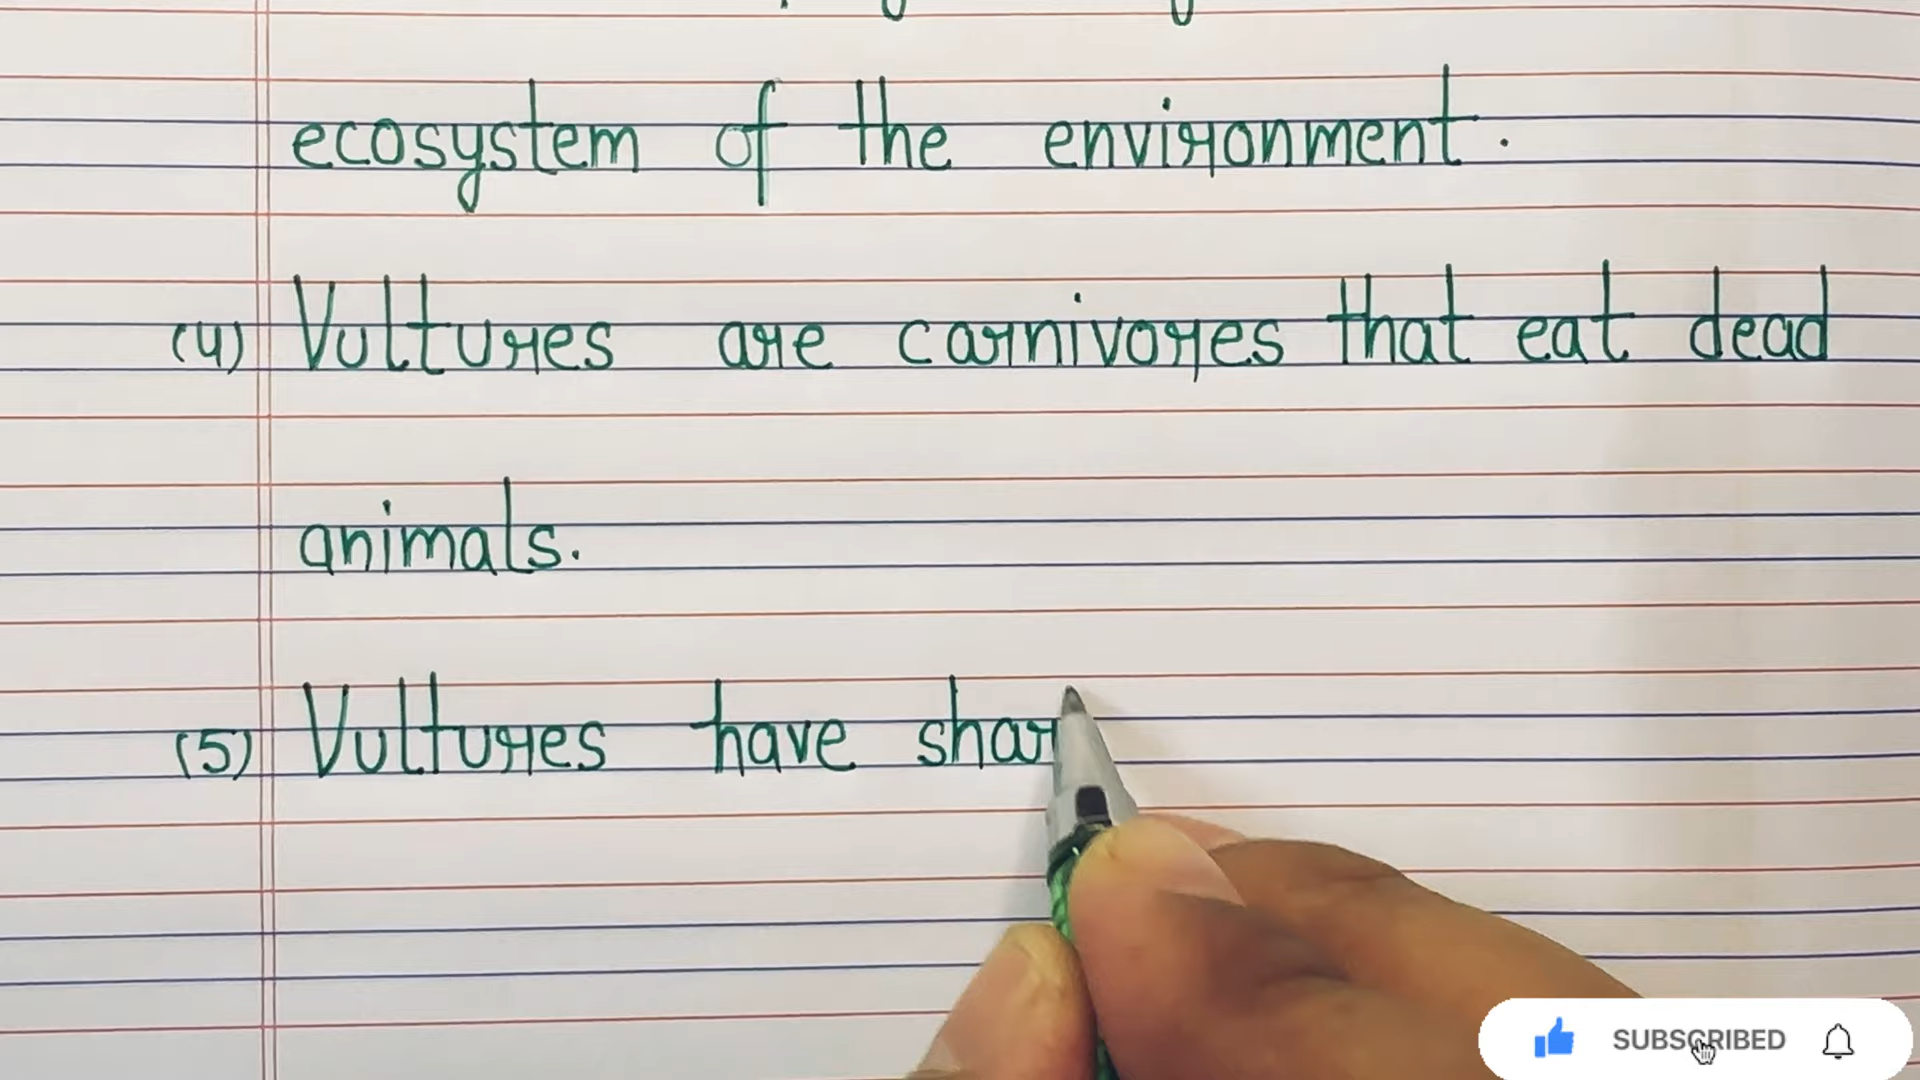 ecosystem of the environment.
(4) Vultures are carnivores that eat dead
animals.
(5) Vultures have shar
SUBSCRIBED